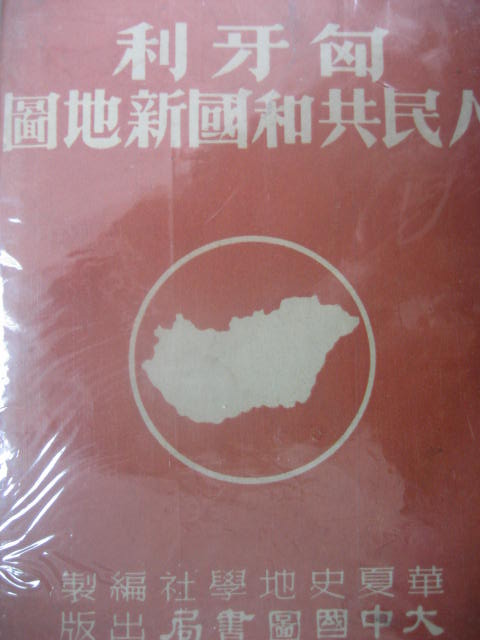 匈牙利
人民共和國新地圖
華夏史地學社編製
大中國圖書局出版